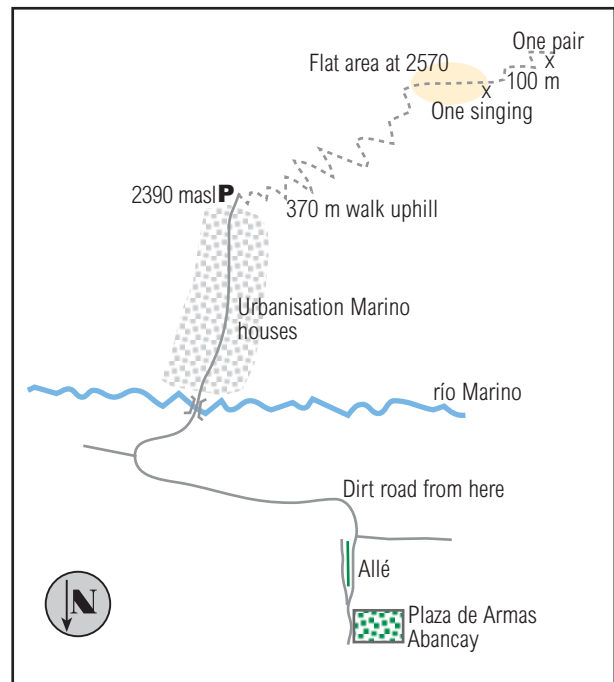 One pair
Flat area at 2570
100 m
One singing
2390 masl P
370 m walk uphill
Urbanisation Marino
houses
río Marino
Dirt road from here
Allé
N
Plaza de Armas
Abancay